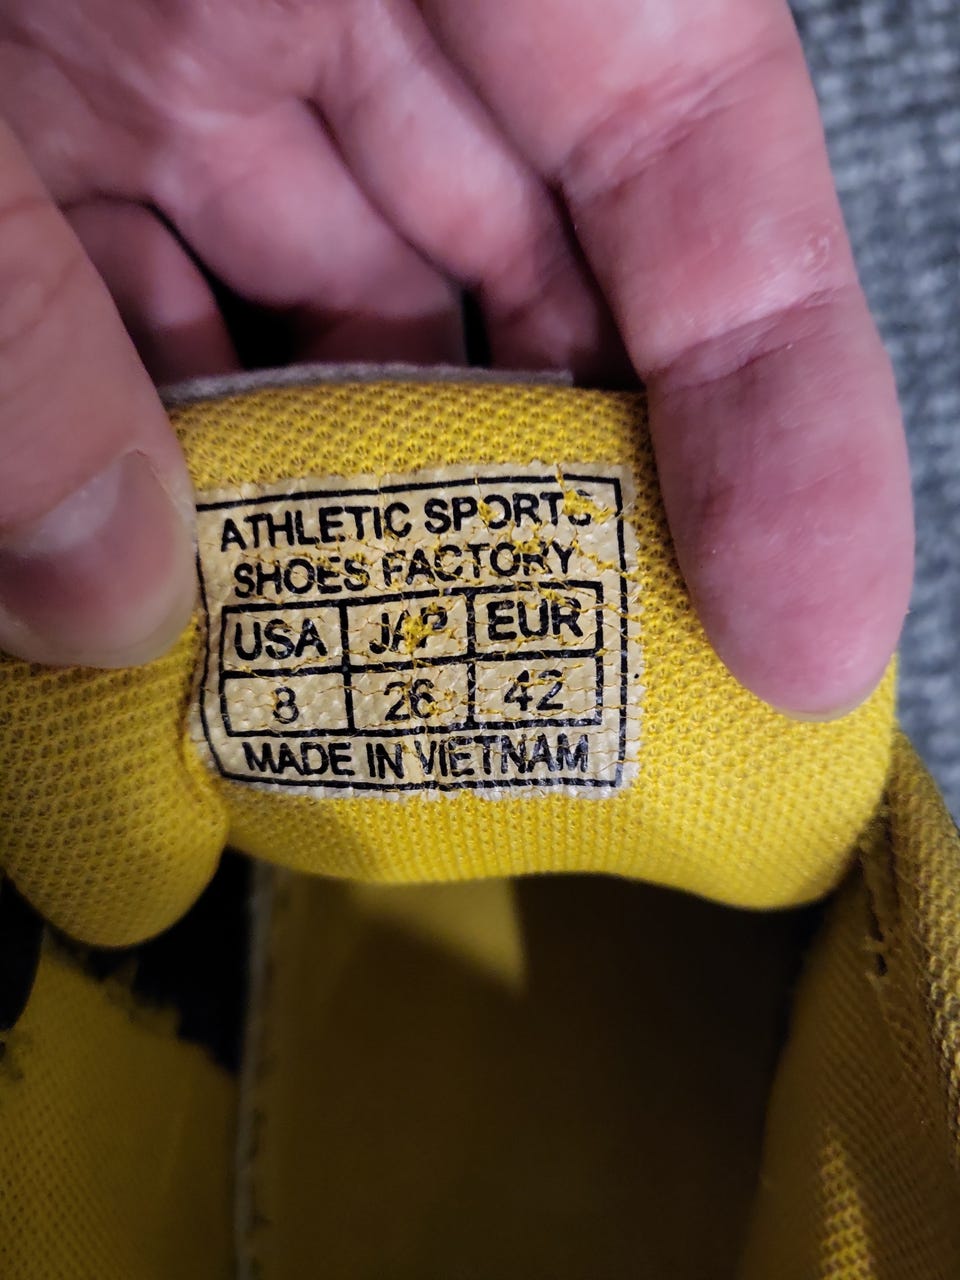 ATHLETIC SPORTS
SHOES FACTORY
USA JAP EUR
8 26 42
MADE IN VIETNAM